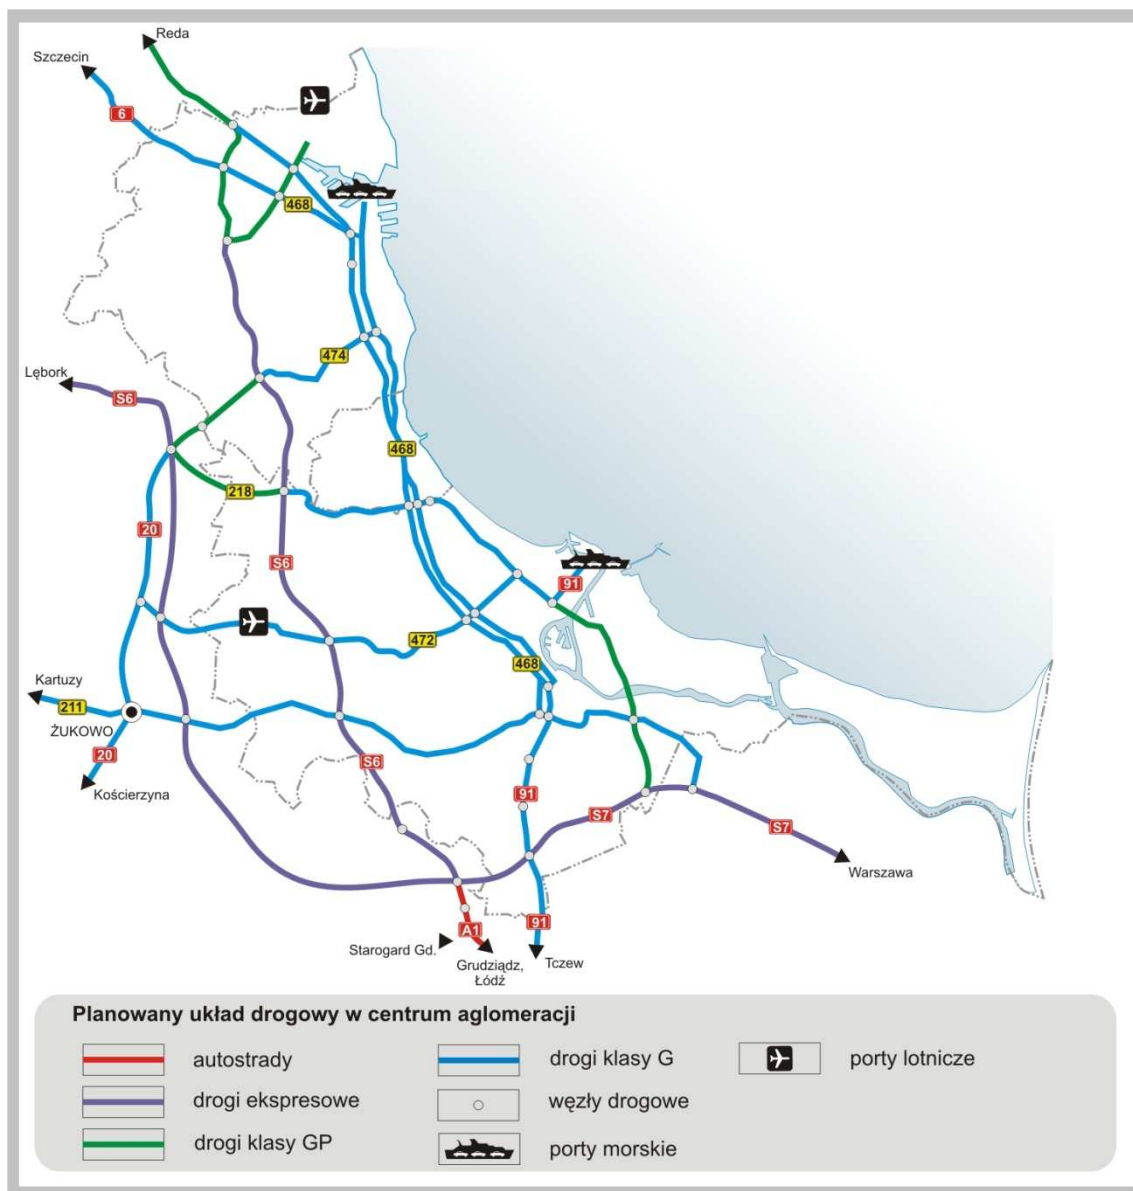 Reda
Szczecin
6
468
474
Lębork
S6
468
218
20
S6
91
472
468
Kartuzy
211
ŻUKOWO
20
Kościerzyna
S6
91
S7
S7
Warszawa
91
A1
Starogard Gd.
Grudziądz,
Łódź
Tczew
Planowany układ drogowy w centrum aglomeracji
autostrady
drogi klasy G
porty lotnicze
drogi ekspresowe
węzły drogowe
drogi klasy GP
porty morskie